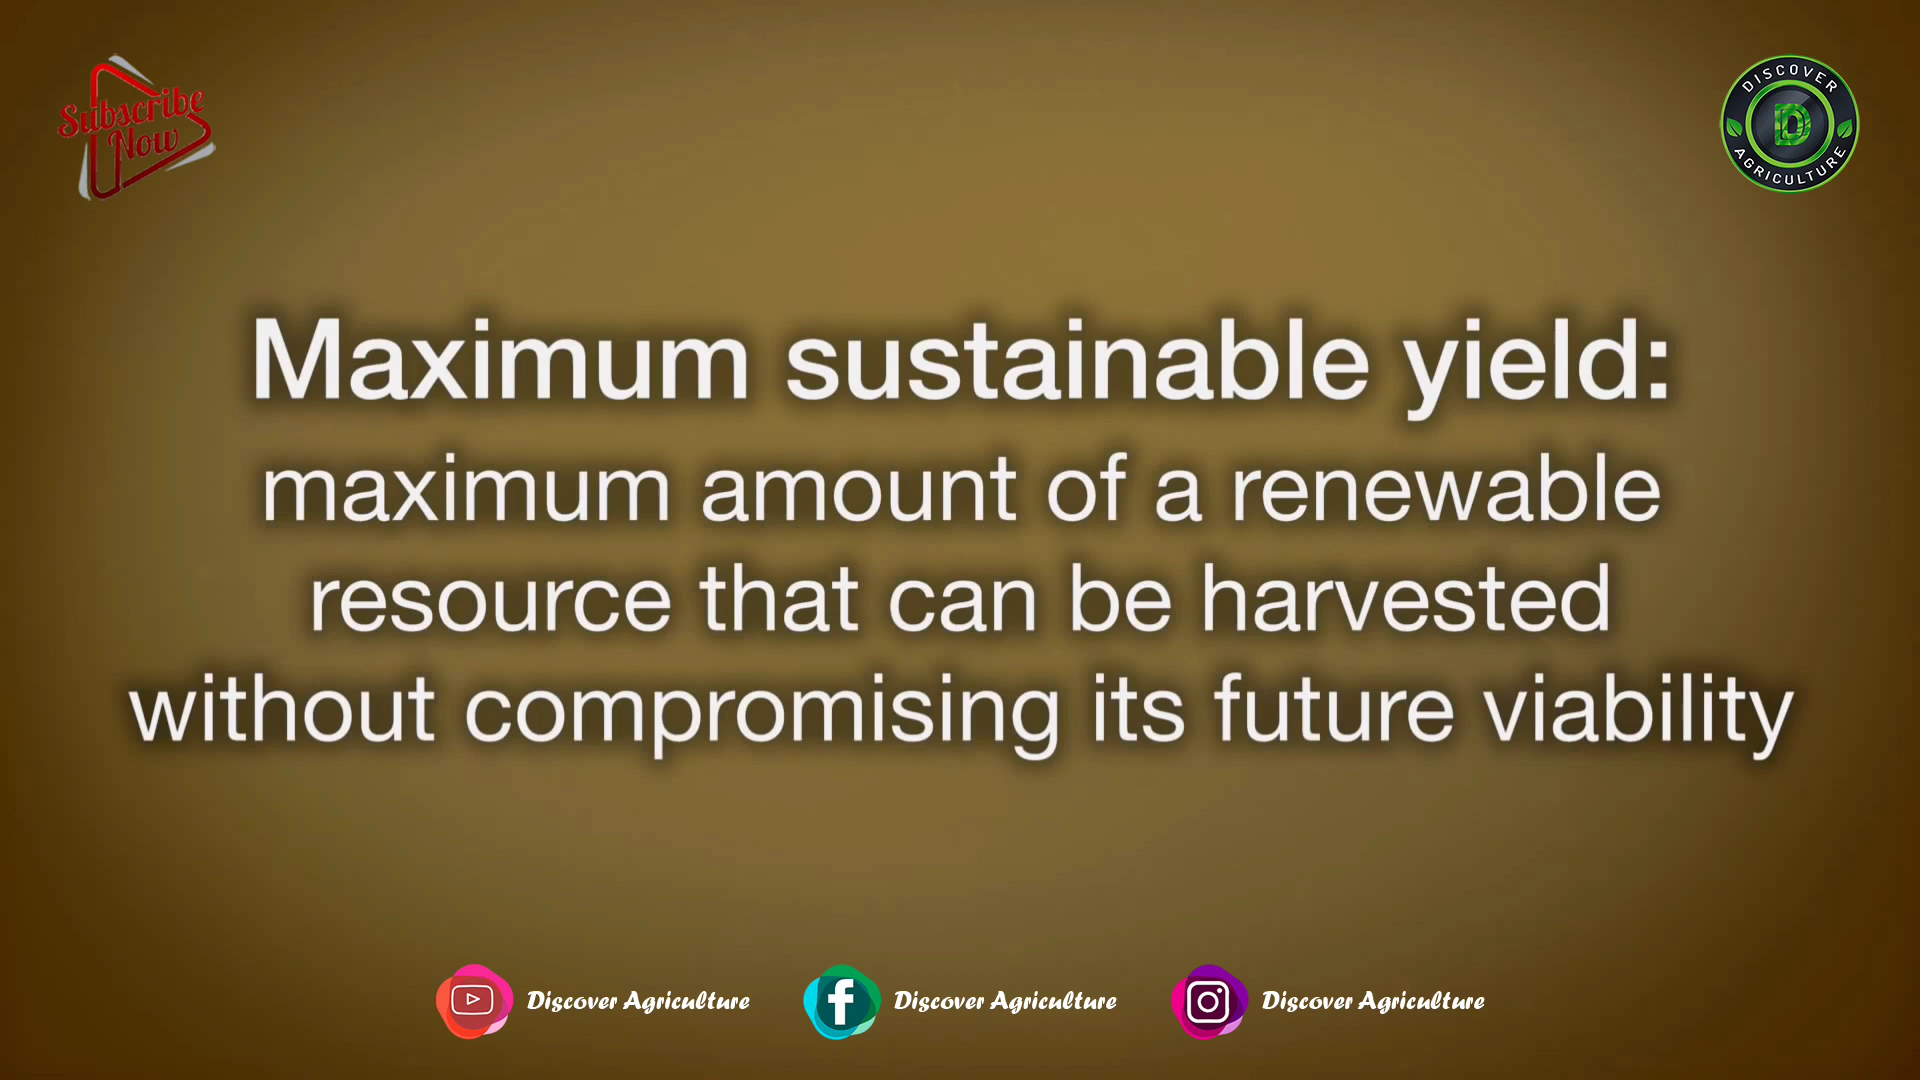 Subscribe
Now
DISCOVER
D
AGRICULTURE
Maximum sustainable yield:
maximum amount of a renewable
resource that can be harvested
without compromising its future viability
Discover Agriculture
Discover Agriculture
Discover Agriculture